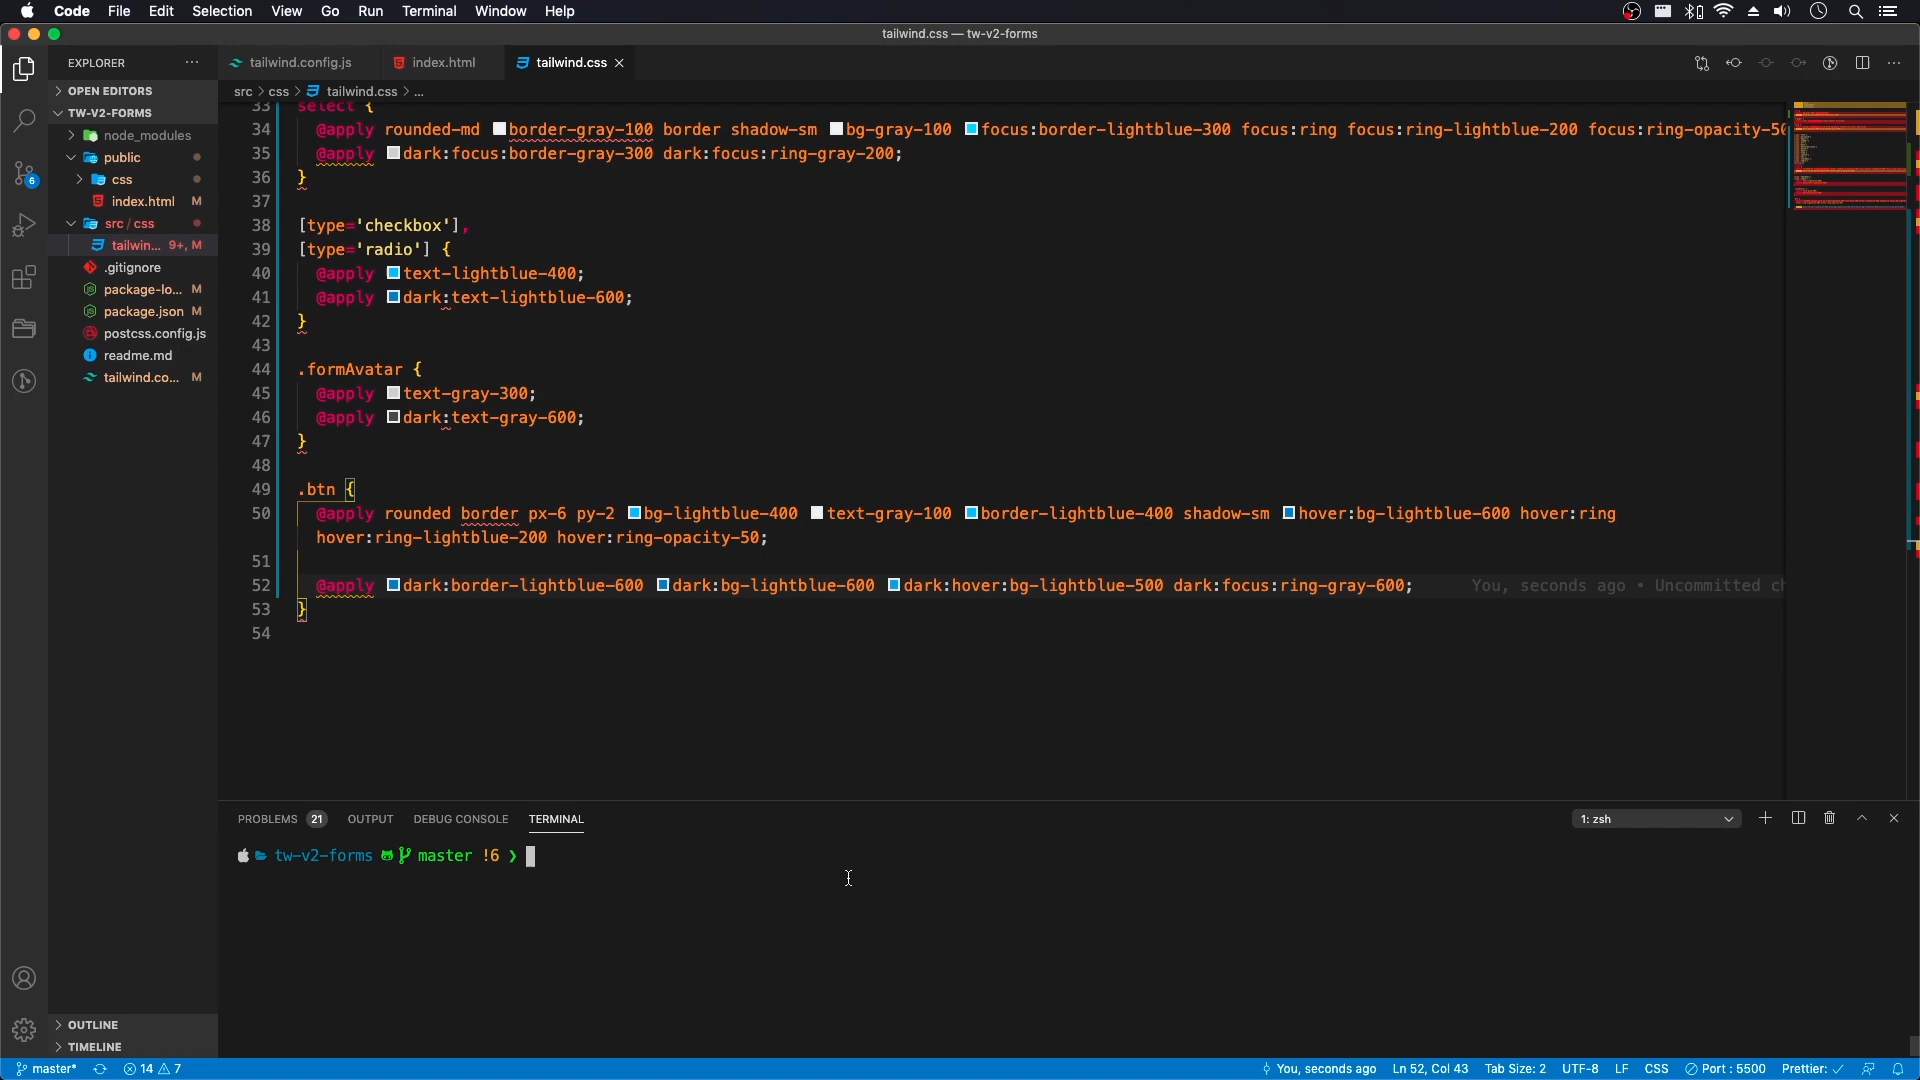 Code File Edit Selection View Go Run Terminal Window Help
tailwind.css — tw-v2-forms
EXPLORER
tailwind.config.js
index.html
tailwind.css
OPEN EDITORS
TW-V2-FORMS
node_modules
public
css
index.html M
src / css
tailwin... 9+, M
.gitignore
package-lo... M
package.json M
postcss.config.js
readme.md
tailwind.co... M
OUTLINE
TIMELINE
6
src > css > tailwind.css > ...
33 select {
34 @apply rounded-md border-gray-100 border shadow-sm bg-gray-100 focus:border-lightblue-300 focus:ring focus:ring-lightblue-200 focus:ring-opacity-50
35 @apply dark:focus:border-gray-300 dark:focus:ring-gray-200;
36 }
37
38 [type='checkbox'],
39 [type='radio'] {
40 @apply text-lightblue-400;
41 @apply dark:text-lightblue-600;
42 }
43
44 .formAvatar {
45 @apply text-gray-300;
46 @apply dark:text-gray-600;
47 }
48
49 .btn {
50 @apply rounded border px-6 py-2 bg-lightblue-400 text-gray-100 border-lightblue-400 shadow-sm hover:bg-lightblue-600 hover:ring
hover:ring-lightblue-200 hover:ring-opacity-50;
51
52 @apply dark:border-lightblue-600 dark:bg-lightblue-600 dark:hover:bg-lightblue-500 dark:focus:ring-gray-600; You, seconds ago • Uncommitted ch
53 }
54
PROBLEMS 21 OUTPUT DEBUG CONSOLE TERMINAL
1: zsh
tw-v2-forms master !6 ❯
master* 14 7
You, seconds ago Ln 52, Col 43 Tab Size: 2 UTF-8 LF CSS Port : 5500 Prettier: ✓